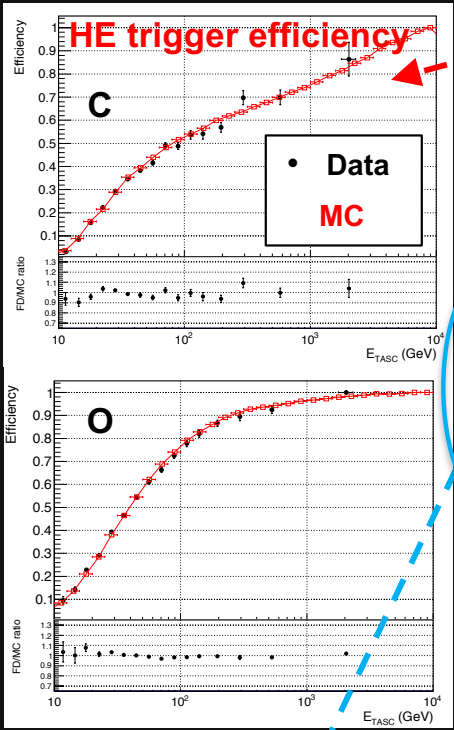 HE trigger efficiency
Efficiency
1
0.9
0.8
0.7
0.6
0.5
0.4
0.3
0.2
0.1
C
• Data
MC
FD/MC ratio
1.3
1.2
1.1
1
0.9
0.8
0.7
10 10² 10³ 10⁴
E_TASC (GeV)
Efficiency
1
0.9
0.8
0.7
0.6
0.5
0.4
0.3
0.2
0.1
O
FD/MC ratio
1.3
1.2
1.1
1.0
0.9
0.8
0.7
10 10² 10³ 10⁴
E_TASC (GeV)